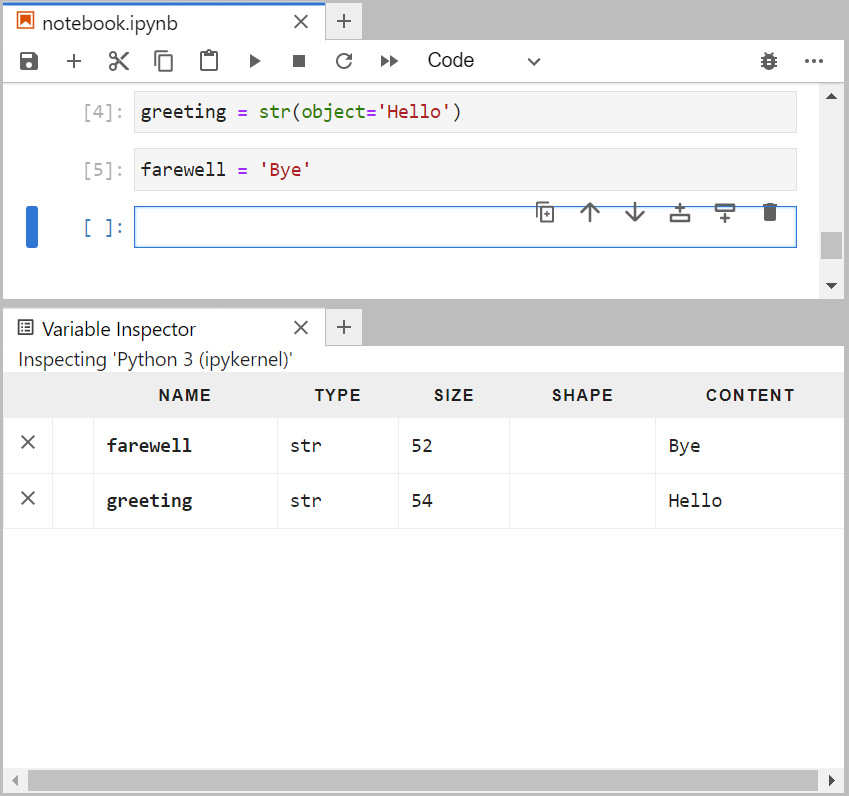 notebook.ipynb
Code
[4]: greeting = str(object='Hello')
[5]: farewell = 'Bye'
[ ]:
Variable Inspector
Inspecting 'Python 3 (ipykernel)'
NAME TYPE SIZE SHAPE CONTENT
farewell str 52 Bye
greeting str 54 Hello